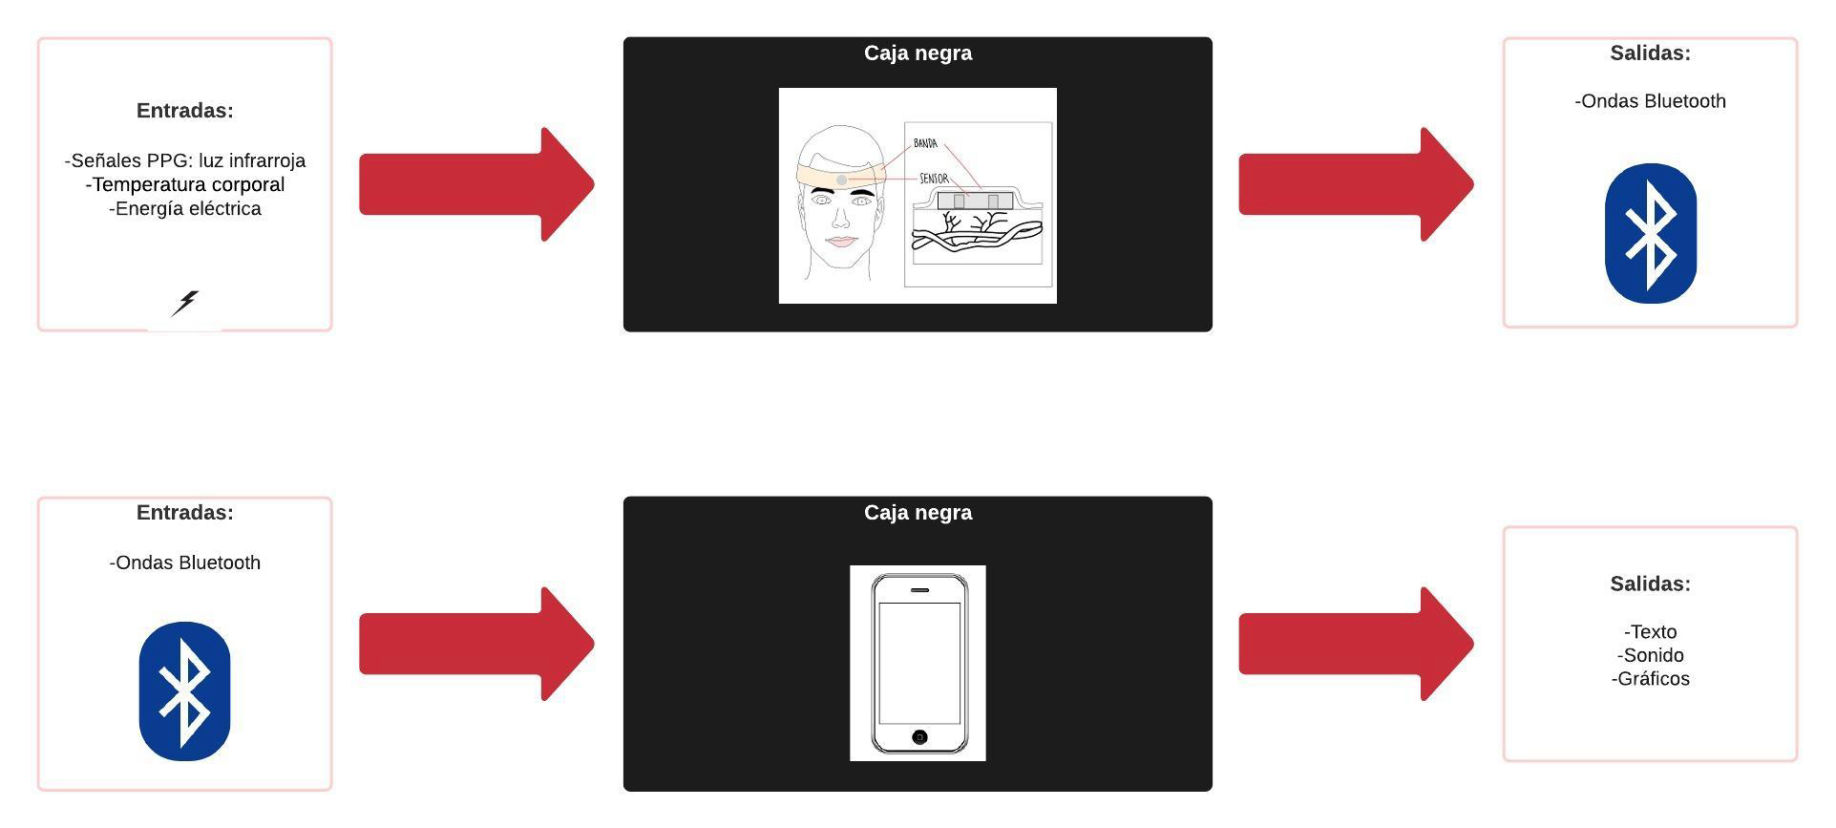 Entradas:
-Señales PPG: luz infrarroja
-Temperatura corporal
-Energía eléctrica
Caja negra
BANDA
SENSOR
Salidas:
-Ondas Bluetooth
Entradas:
-Ondas Bluetooth
Caja negra
Salidas:
-Texto
-Sonido
-Gráficos